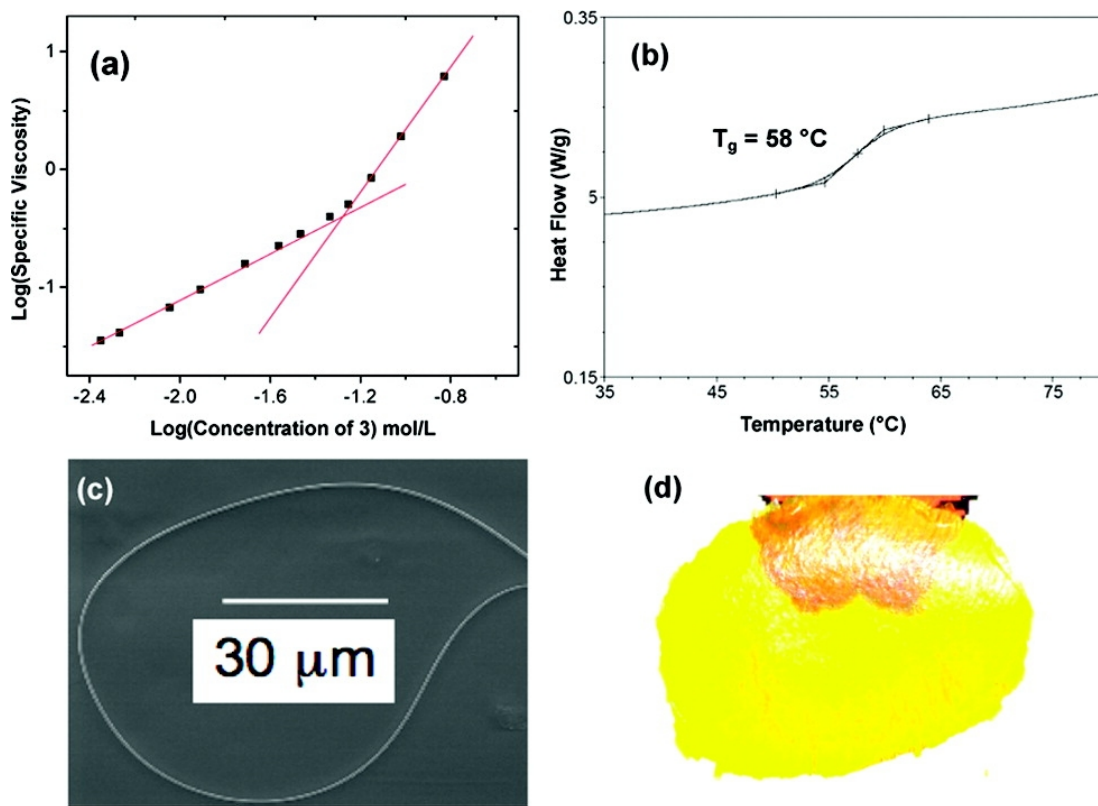 (a)
1
0
-1
-2.4 -2.0 -1.6 -1.2 -0.8
Log(Specific Viscosity)
Log(Concentration of 3) mol/L
(b)
0.35
5
0.15
35 45 55 65 75
T_g = 58 °C
Heat Flow (W/g)
Temperature (°C)
(c)
30 μm
(d)